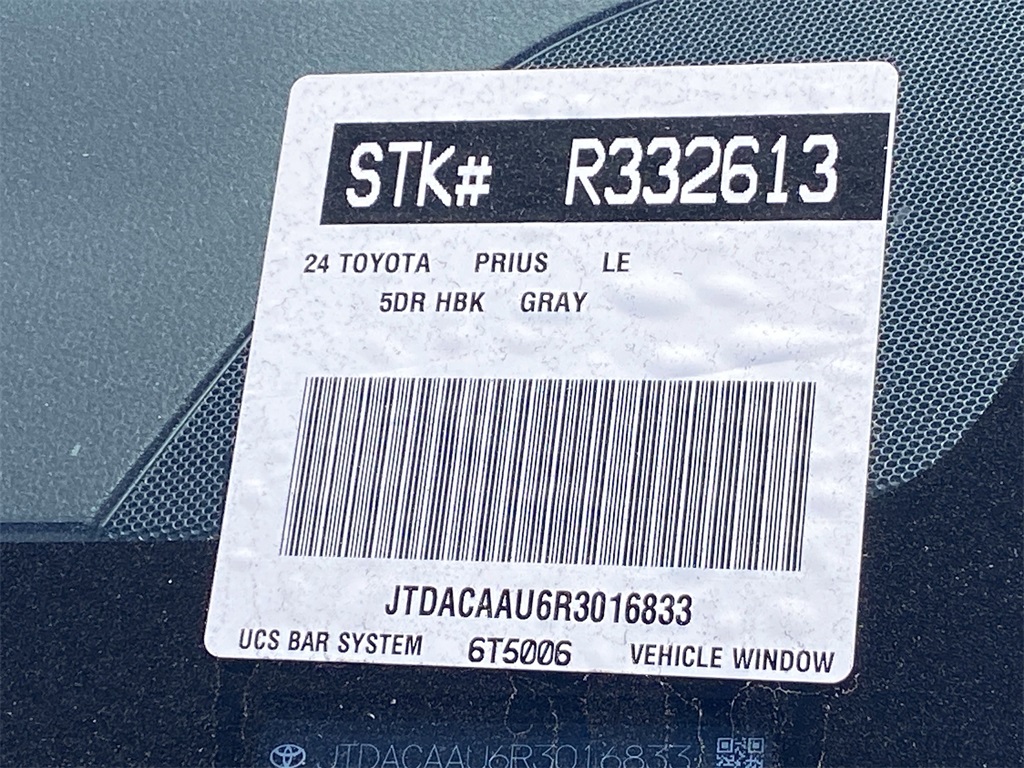 STK# R332613
24 TOYOTA PRIUS LE
5DR HBK GRAY
JTDACAAU6R3016833
UCS BAR SYSTEM 6T5006 VEHICLE WINDOW
JTDACAAU6R3016833